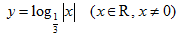 y = log_{1/3} |x| (x ∈ R, x ≠ 0)